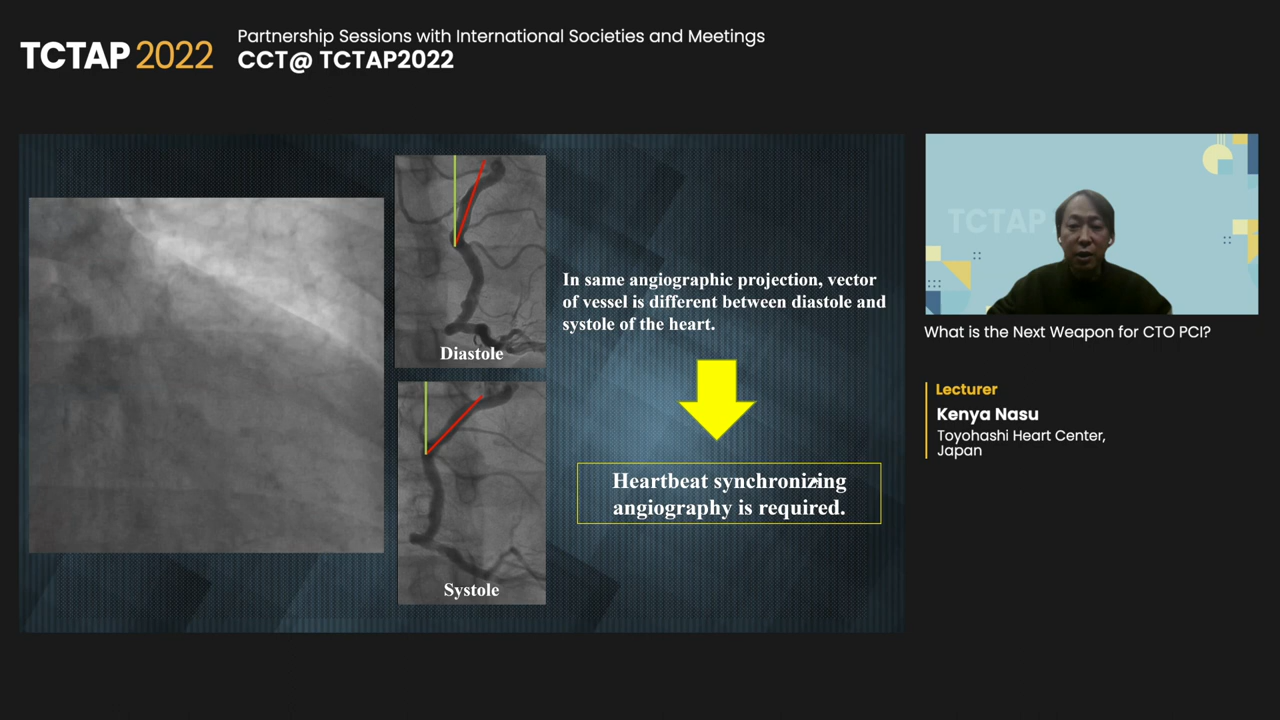 TCTAP 2022
Partnership Sessions with International Societies and Meetings
CCT@ TCTAP2022
Diastole
Systole
In same angiographic projection, vector
of vessel is different between diastole and
systole of the heart.
Heartbeat synchronizing
angiography is required.
TCTAP
What is the Next Weapon for CTO PCI?
Lecturer
Kenya Nasu
Toyohashi Heart Center,
Japan